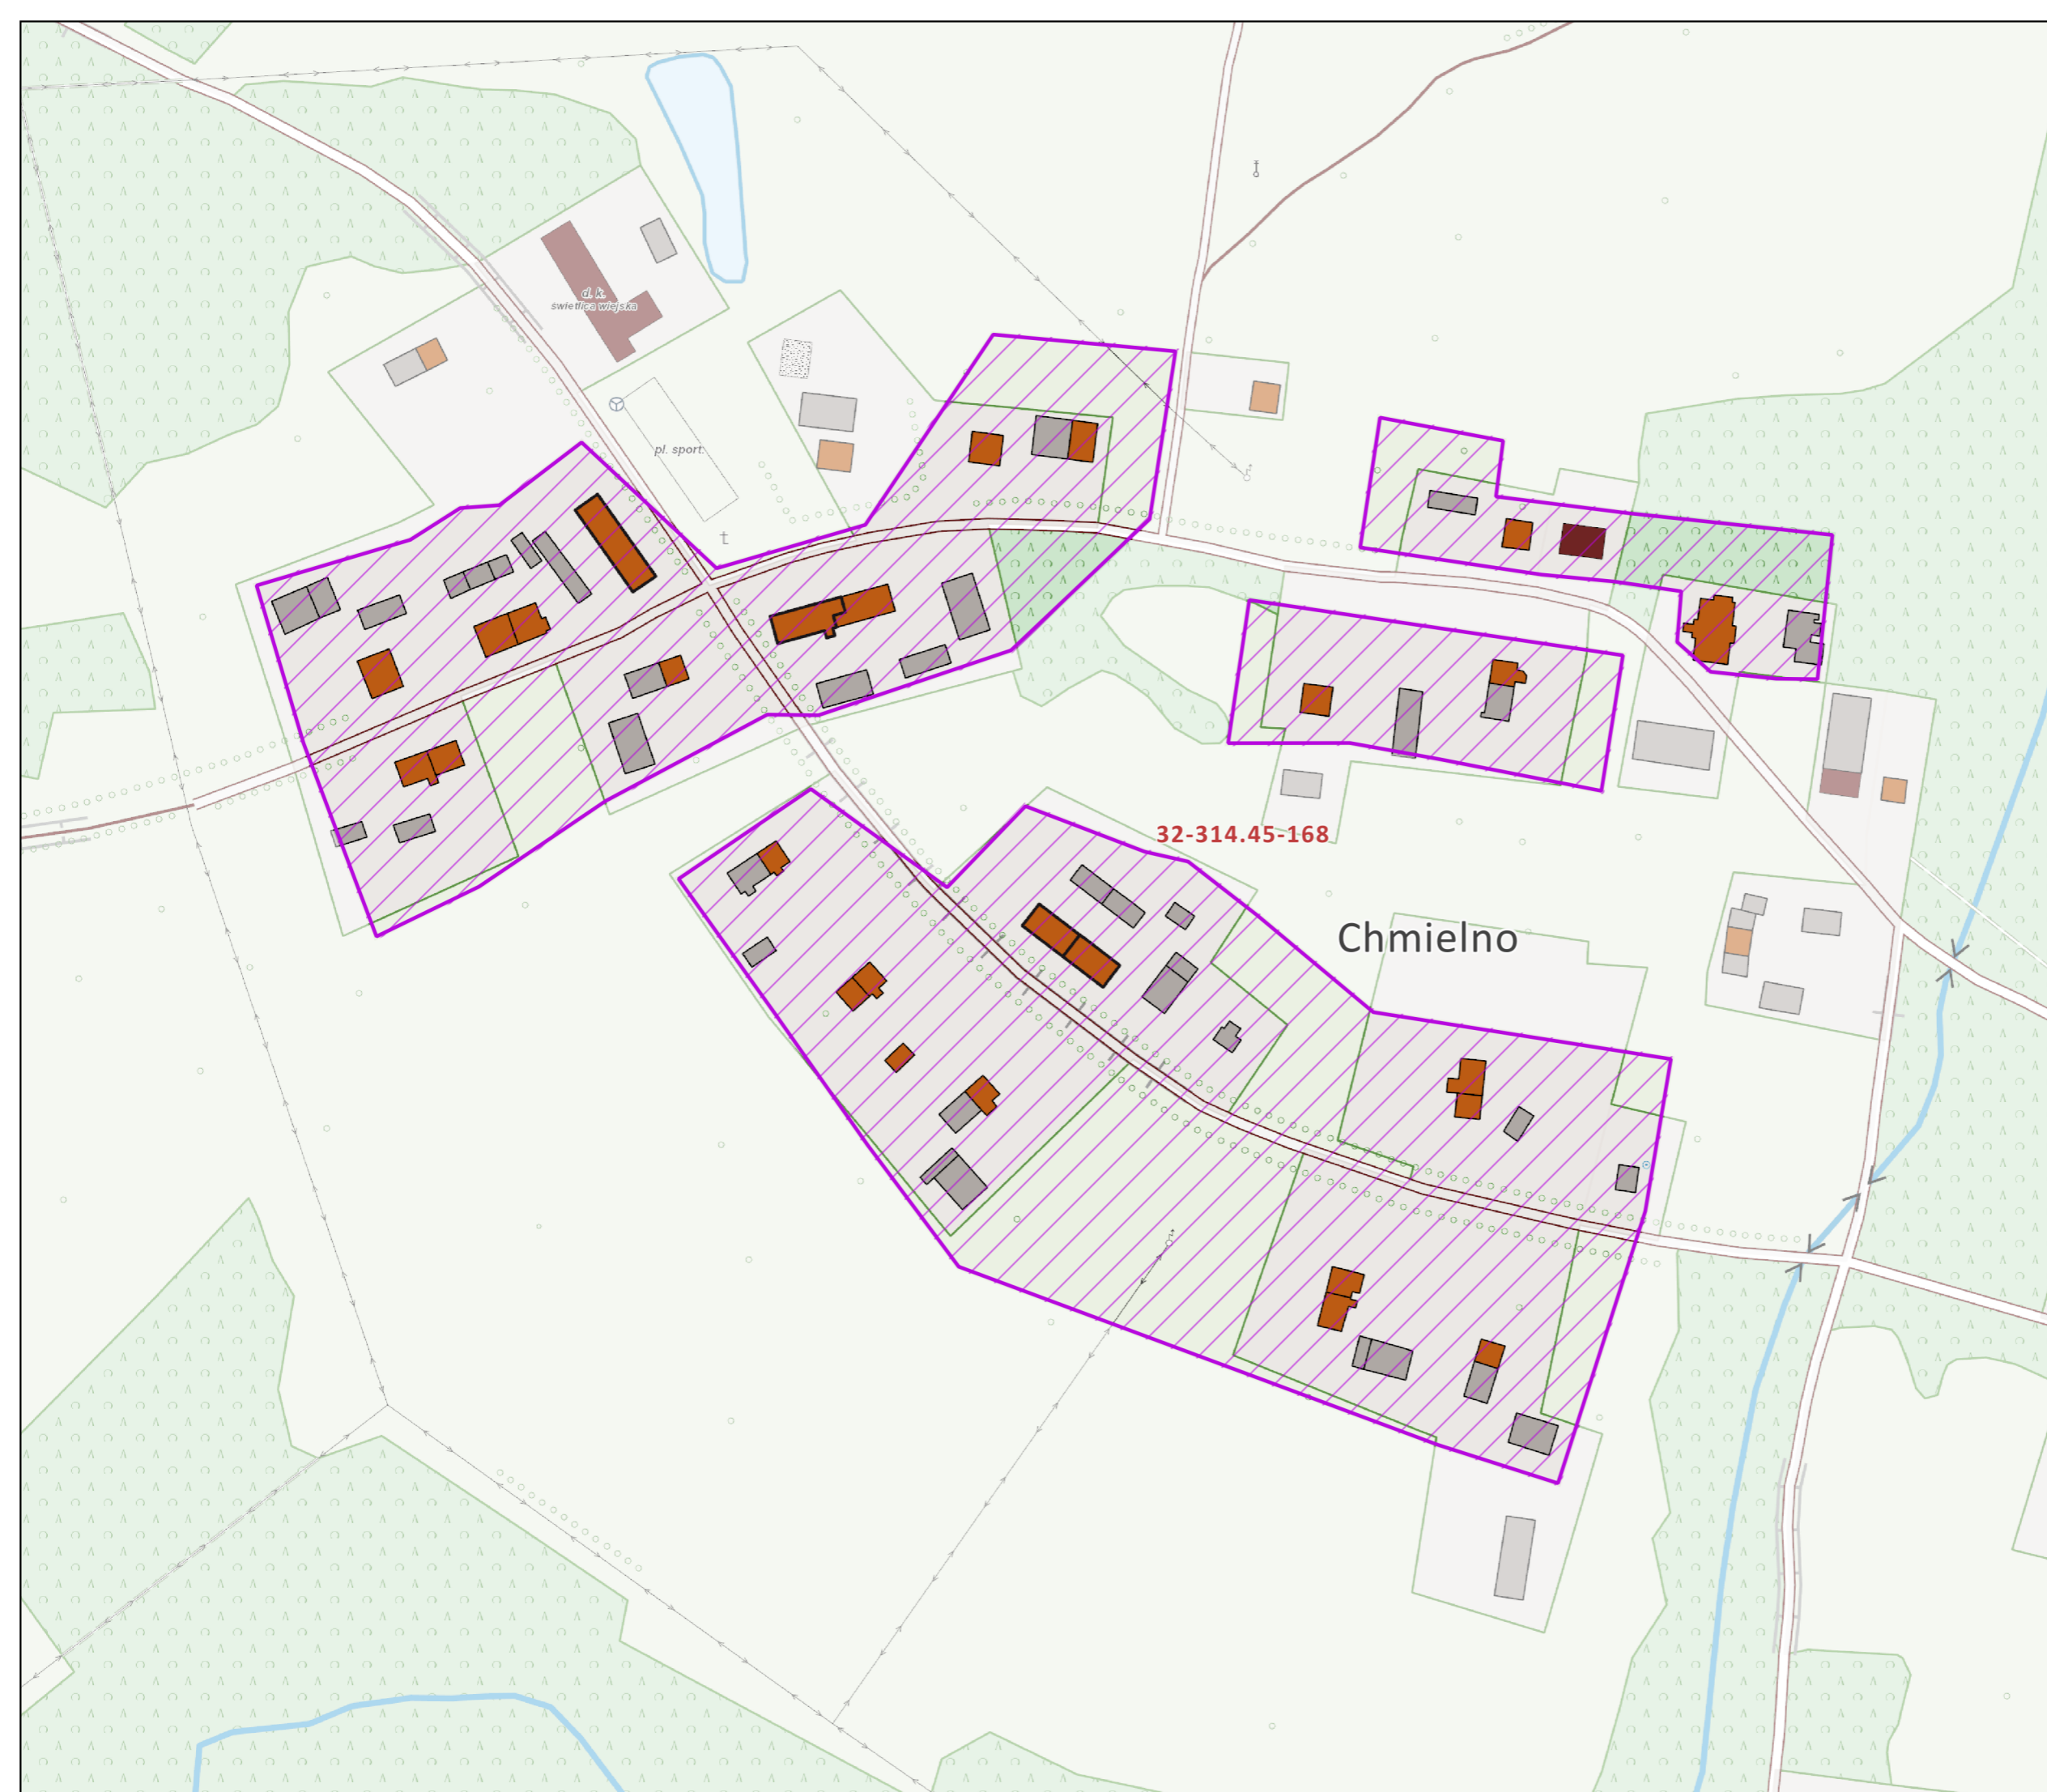 d. k.
świetlica wiejska
pl. sport.
t
32-314.45-168
Chmielno